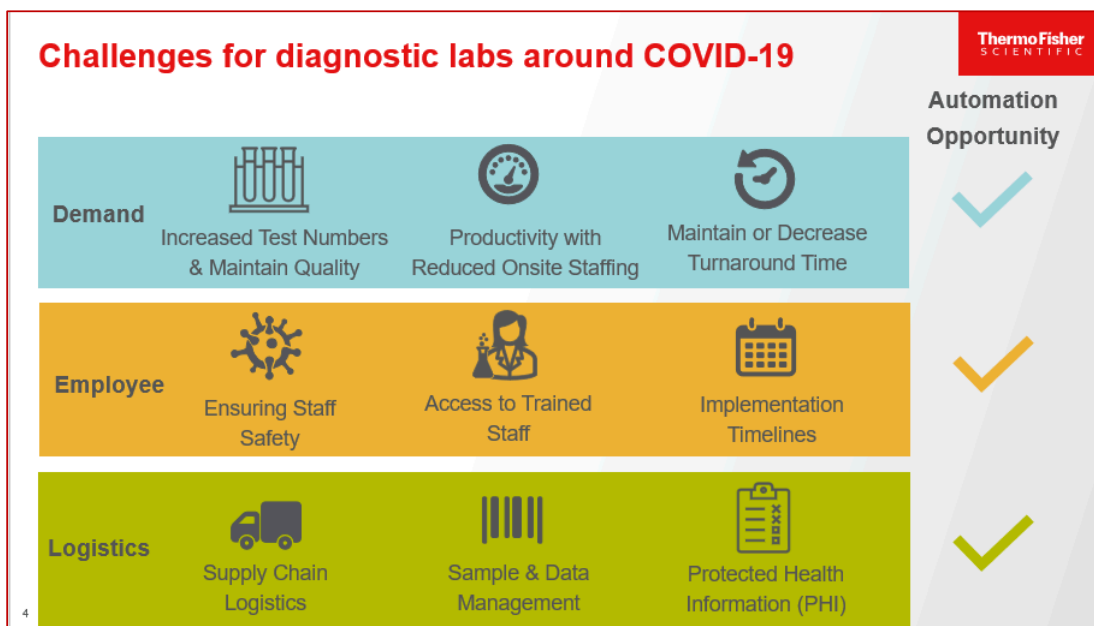 Challenges for diagnostic labs around COVID-19
ThermoFisher
SCIENTIFIC
Automation
Opportunity
Demand
Increased Test Numbers
& Maintain Quality
Productivity with
Reduced Onsite Staffing
Maintain or Decrease
Turnaround Time
Employee
Ensuring Staff
Safety
Access to Trained
Staff
Implementation
Timelines
Logistics
Supply Chain
Logistics
Sample & Data
Management
Protected Health
Information (PHI)
4